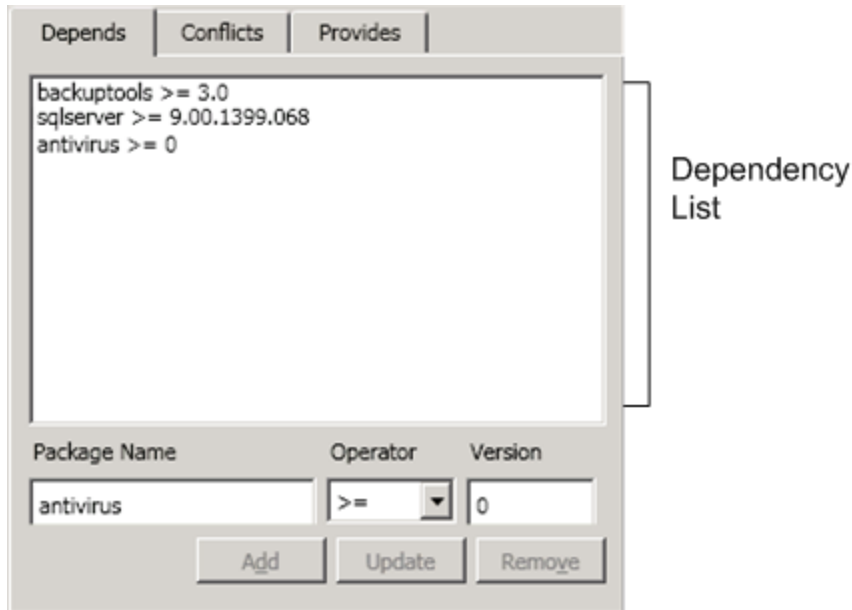 Depends Conflicts Provides
backuptools >= 3.0
sqlserver >= 9.00.1399.068
antivirus >= 0
Dependency
List
Package Name Operator Version
antivirus >= 0
Add Update Remove